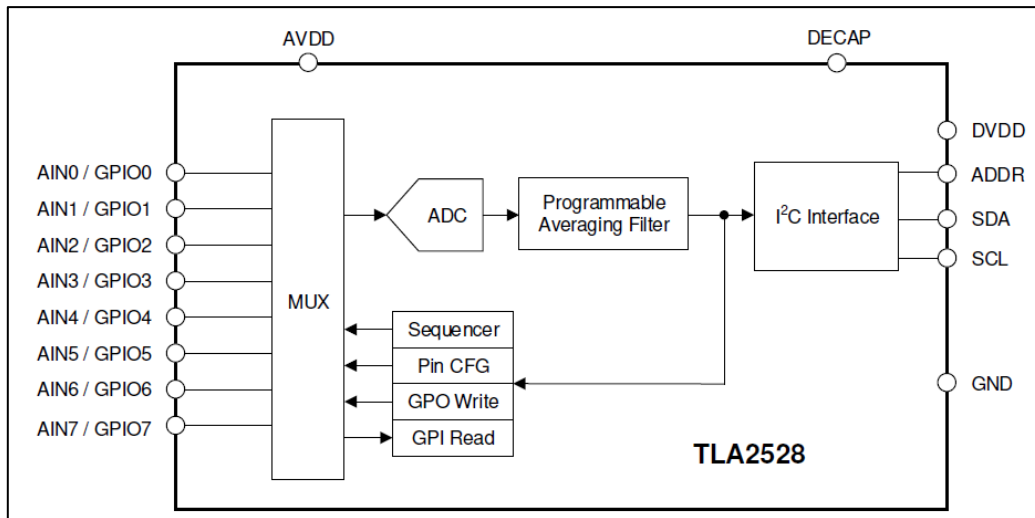 AVDD
DECAP
DVDD
AIN0 / GPIO0
ADDR
AIN1 / GPIO1
ADC
Programmable
Averaging Filter
I²C Interface
SDA
AIN2 / GPIO2
SCL
AIN3 / GPIO3
MUX
AIN4 / GPIO4
Sequencer
AIN5 / GPIO5
Pin CFG
GND
AIN6 / GPIO6
GPO Write
AIN7 / GPIO7
GPI Read
TLA2528